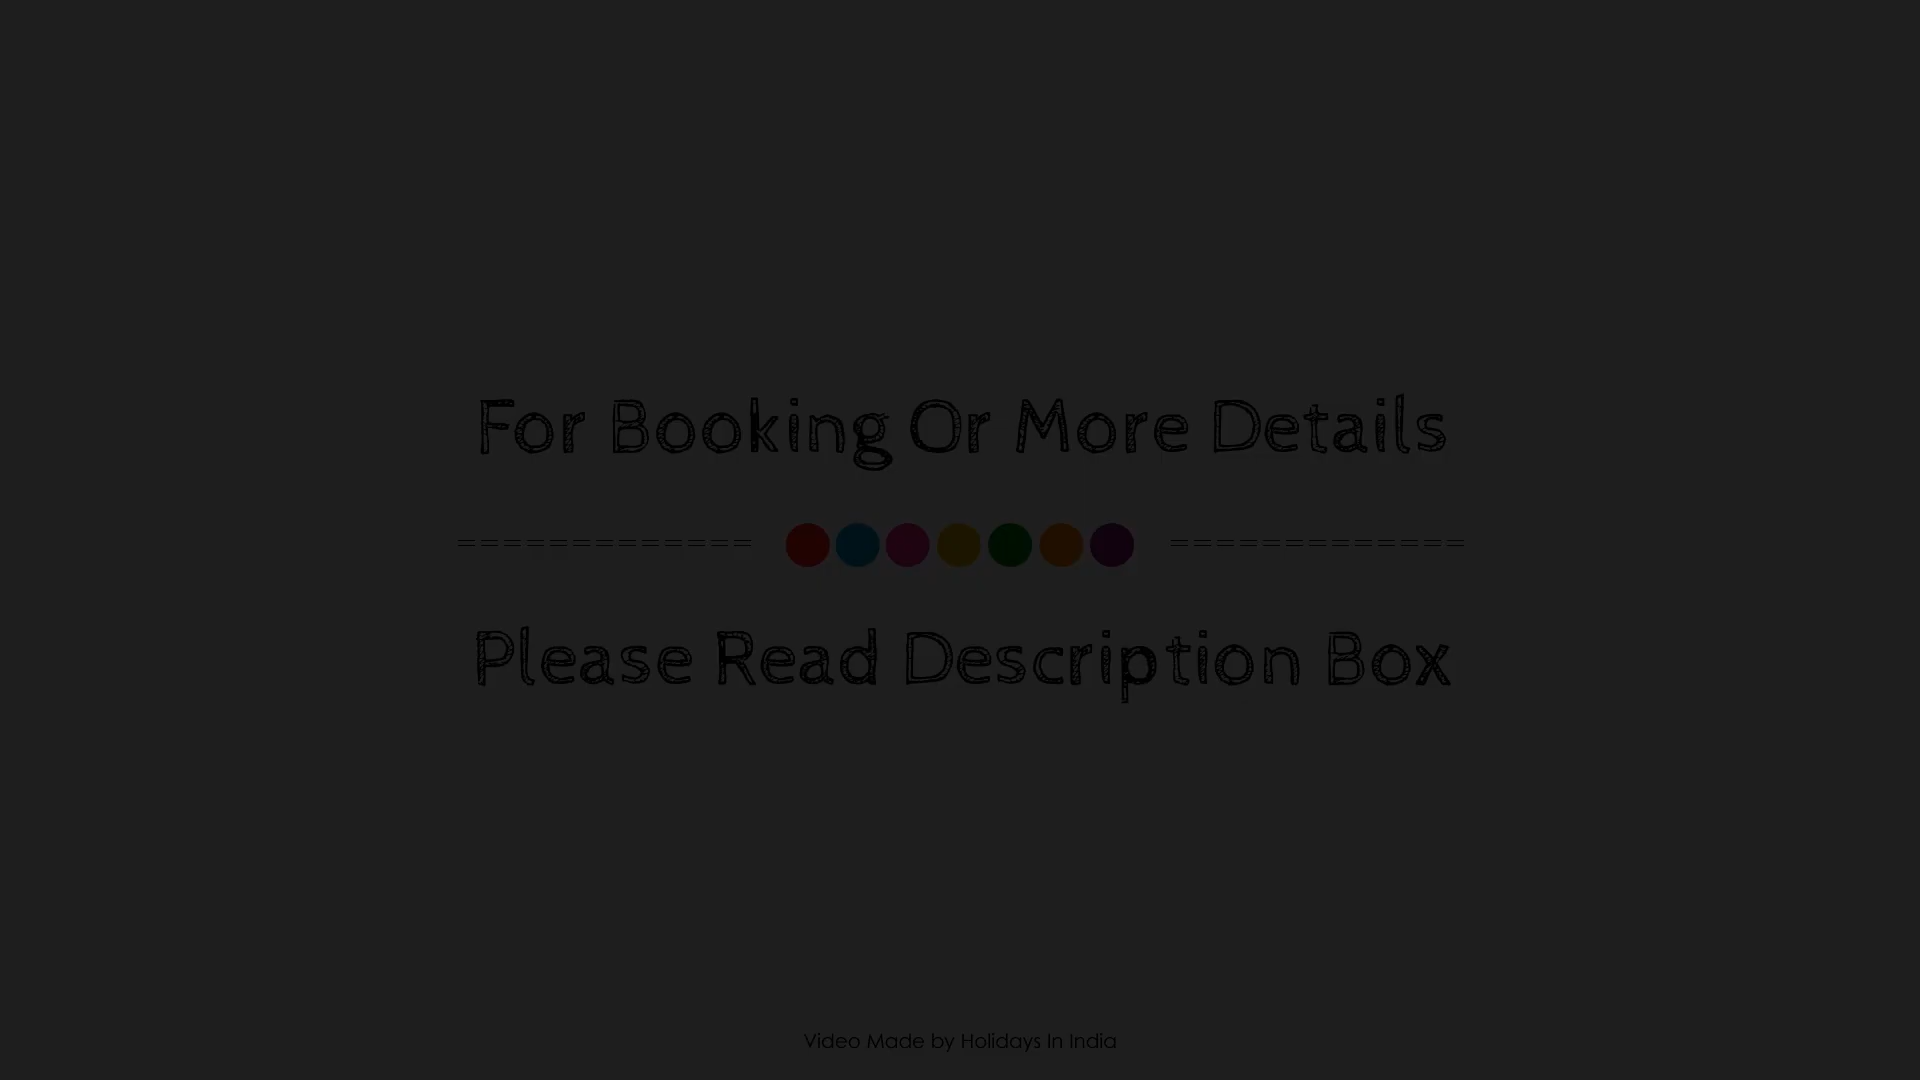 For Booking Or More Details
============= =============
Please Read Description Box
Video Made by Holidays In India